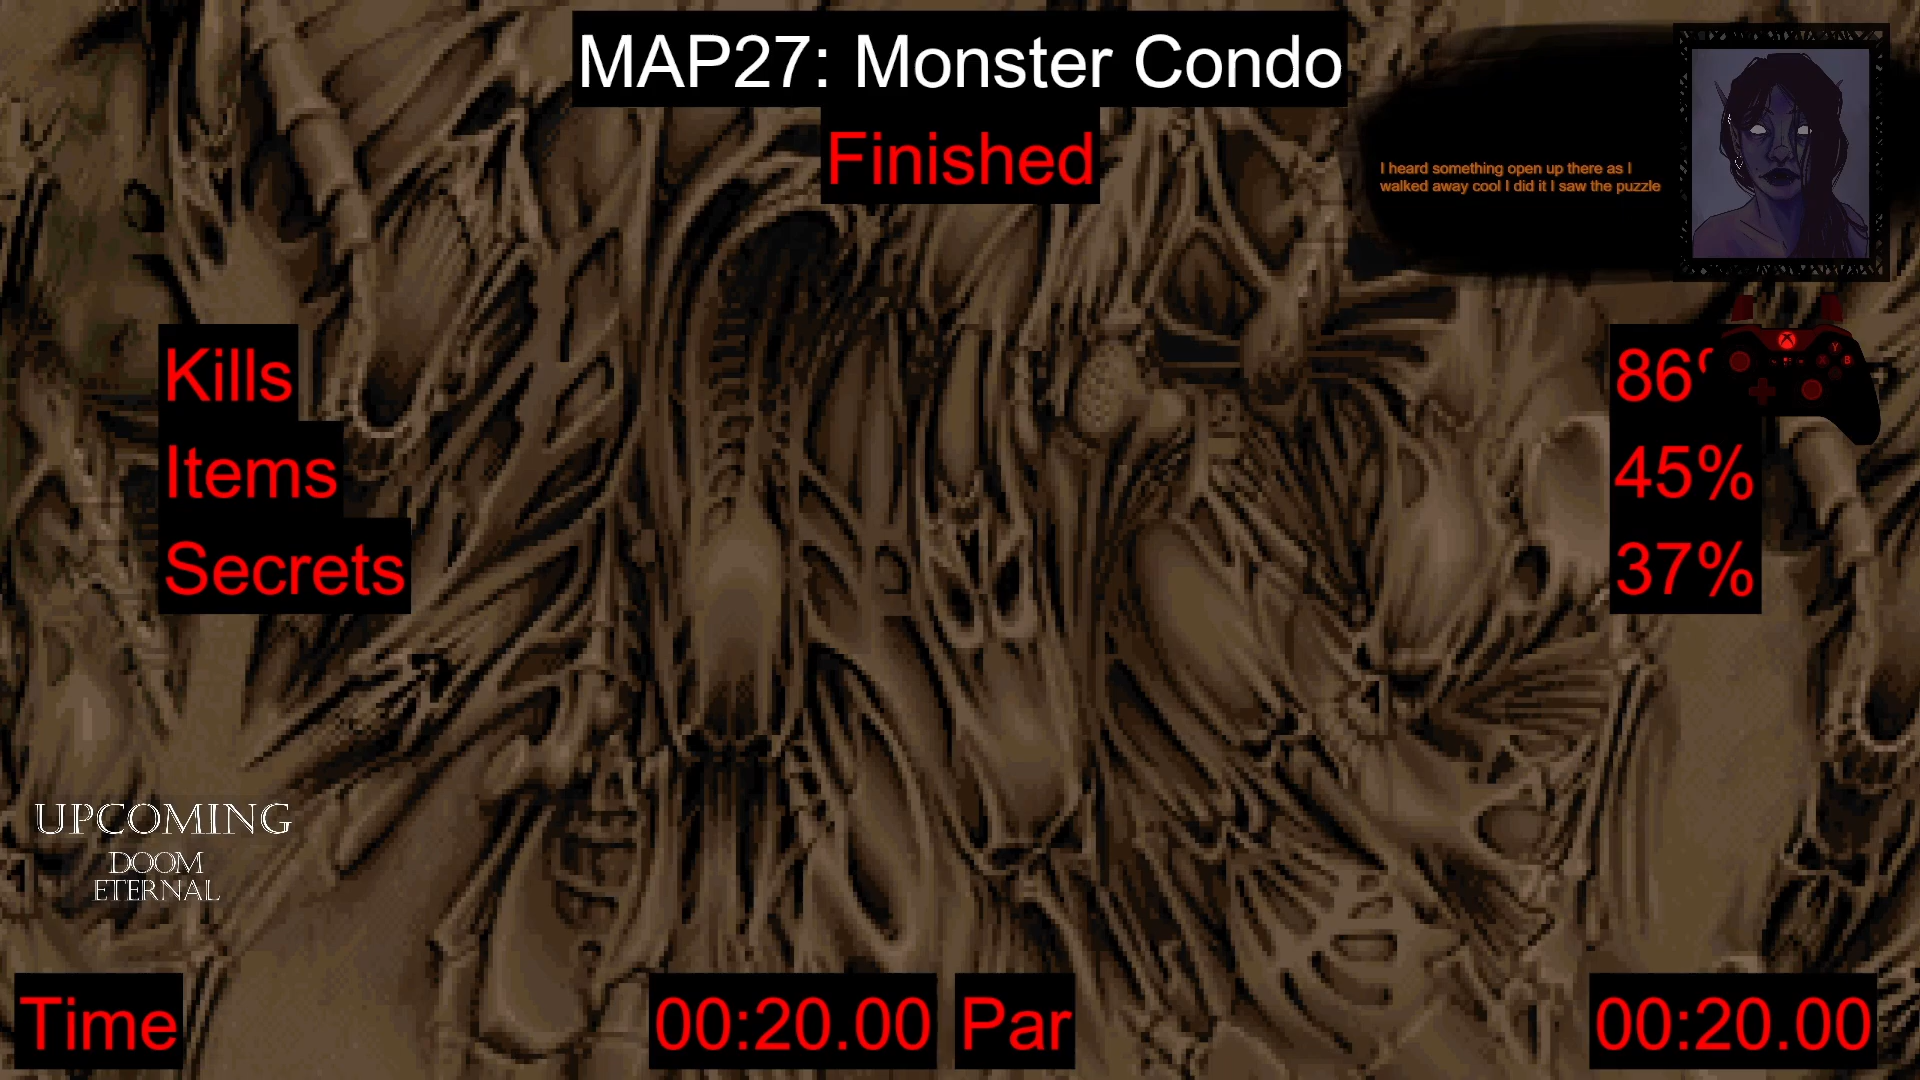 MAP27: Monster Condo
Finished
I heard something open up there as I
walked away cool I did it I saw the puzzle
Kills
86
Items
45%
Secrets
37%
UPCOMING
DOOM
ETERNAL
Time
00:20.00
Par
00:20.00